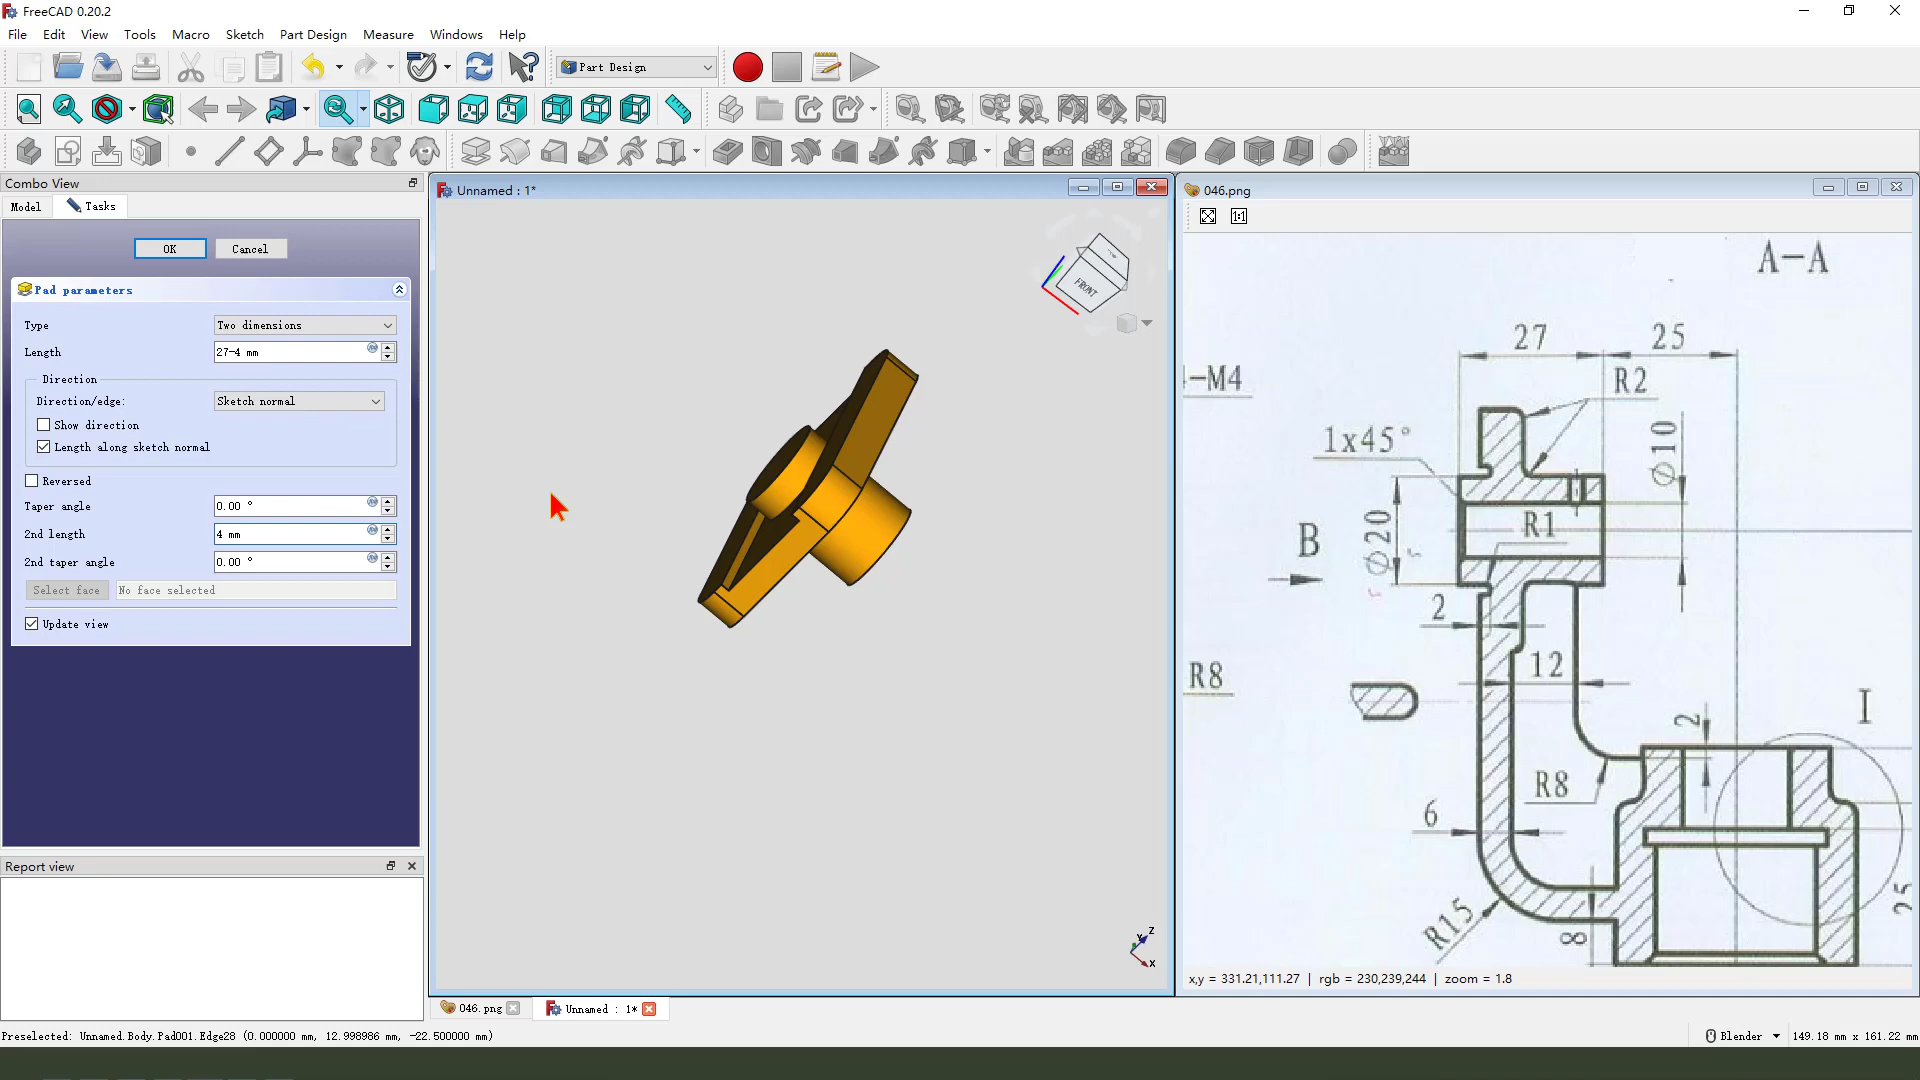 FreeCAD 0.20.2
File Edit View Tools Macro Sketch Part Design Measure Windows Help
Part Design
Combo View
Model Tasks
OK Cancel
Pad parameters
Type Two dimensions
Length 27-4 mm
Direction
Direction/edge: Sketch normal
Show direction
Length along sketch normal
Reversed
Taper angle 0.00 °
2nd length 4 mm
2nd taper angle 0.00 °
Select face No face selected
Update view
Report view
Unnamed : 1*
FRONT
Z
Y
X
046.png
1:1
A-A
27 25
R2
4-M4
1x45°
∅10
B
∅20
R1
2
12
R8
2
I
R8
6
R15
8
25
x,y = 331.21,111.27 | rgb = 230,239,244 | zoom = 1.8
046.png Unnamed : 1*
Preselected: Unnamed.Body.Pad001.Edge28 (0.000000 mm, 12.998986 mm, -22.500000 mm)
Blender 149.18 mm x 161.22 mm